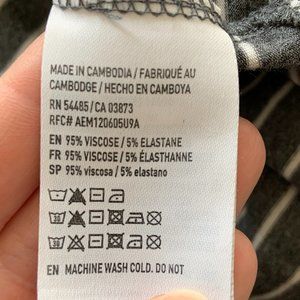 MADE IN CAMBODIA / FABRIQUÉ AU
CAMBODGE / HECHO EN CAMBOYA
RN 54485 / CA 03873
RFC# AEM120605U9A
EN 95% VISCOSE / 5% ELASTANE
FR 95% VISCOSE / 5% ÉLASTHANNE
SP 95% viscosa / 5% elastano
EN MACHINE WASH COLD. DO NOT